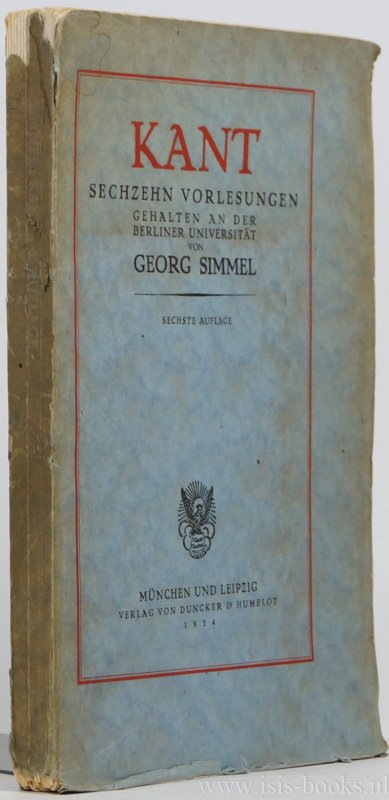 KANT
SECHZEHN VORLESUNGEN
GEHALTEN AN DER
BERLINER UNIVERSITÄT
VON
GEORG SIMMEL
SECHSTE AUFLAGE
MÜNCHEN UND LEIPZIG
VERLAG VON DUNCKER & HUMBLOT
1924
www.isis-books.nl